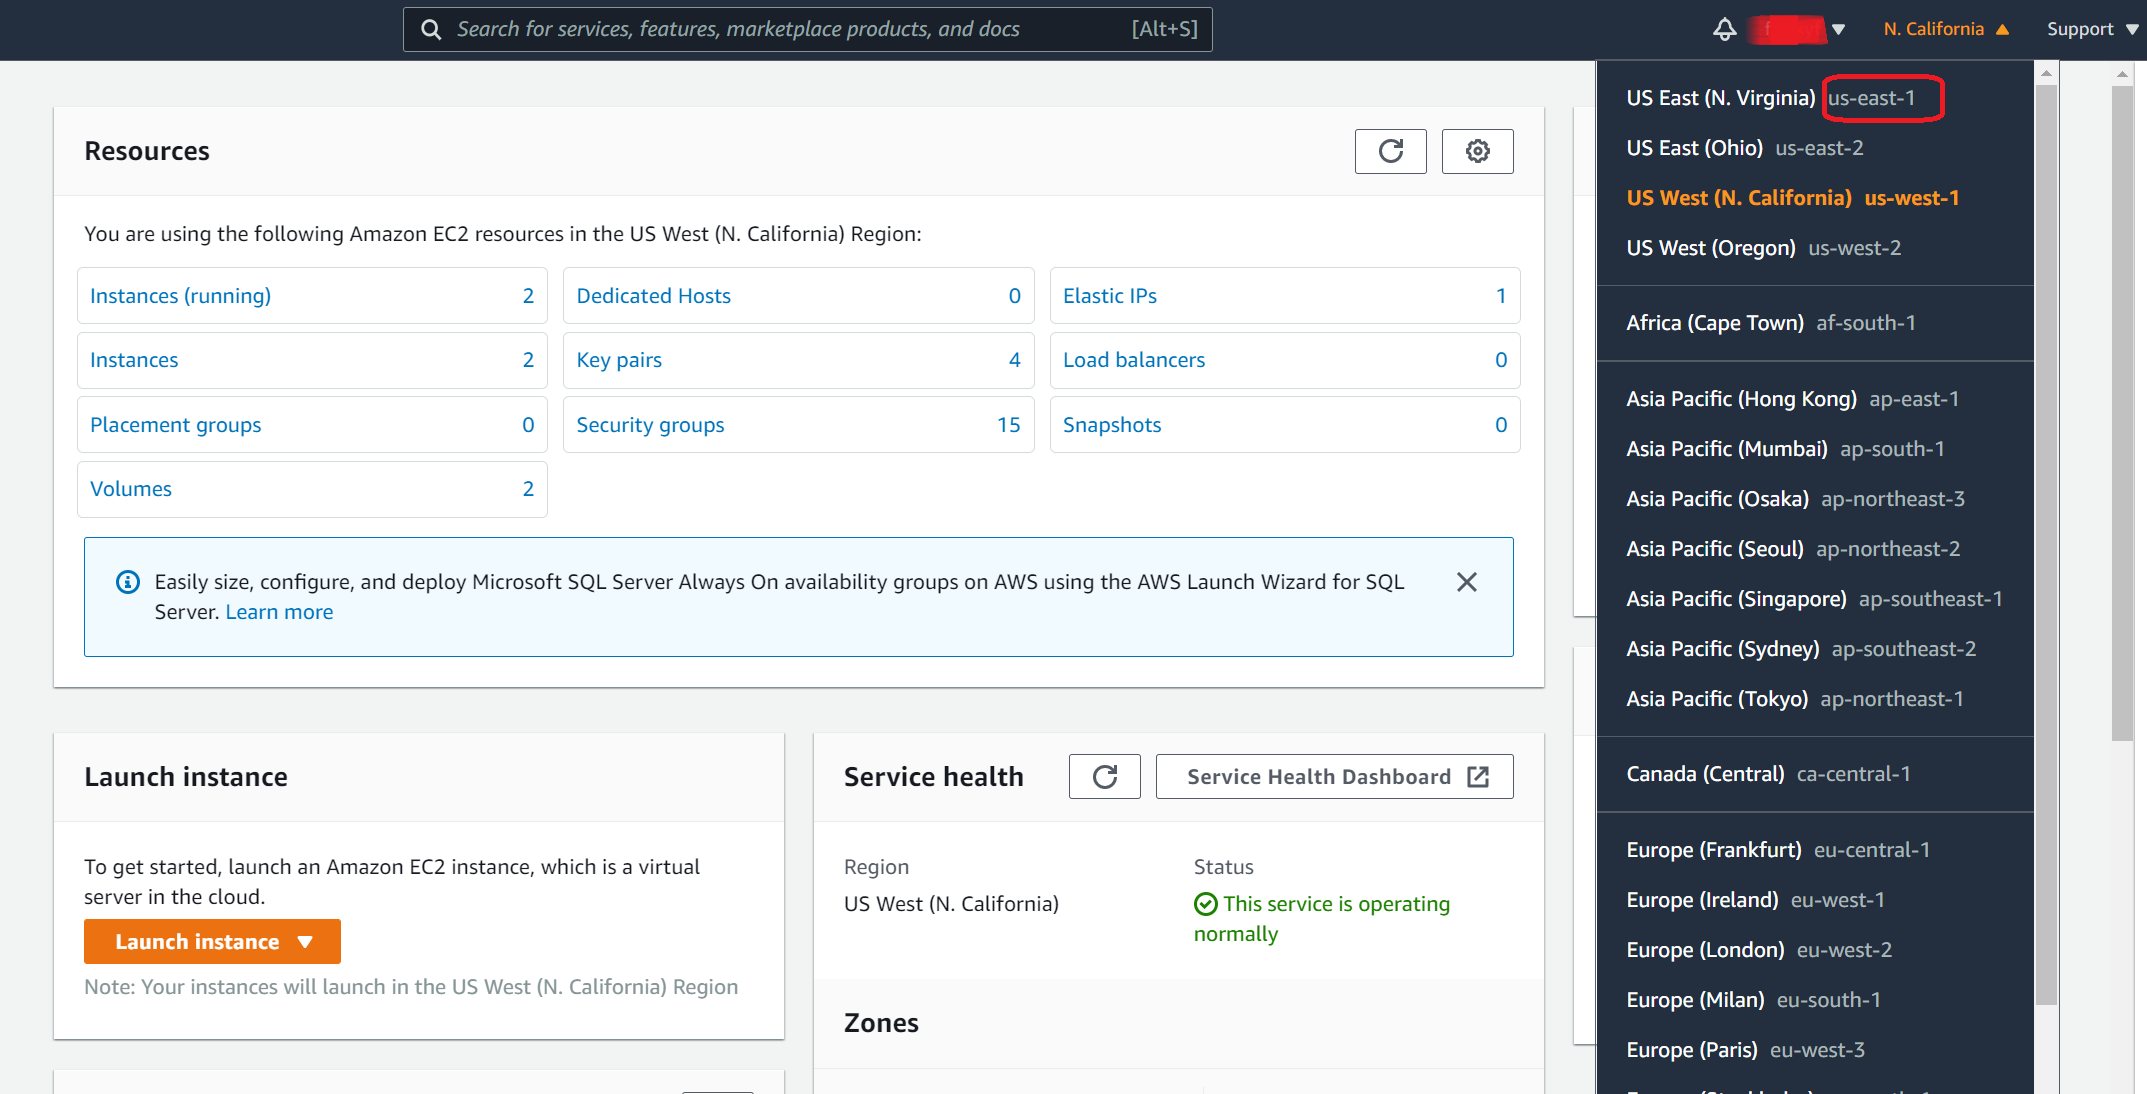 Search for services, features, marketplace products, and docs [Alt+S]
N. California
Support
Resources
You are using the following Amazon EC2 resources in the US West (N. California) Region:
Instances (running) 2
Dedicated Hosts 0
Elastic IPs 1
Instances 2
Key pairs 4
Load balancers 0
Placement groups 0
Security groups 15
Snapshots 0
Volumes 2
Easily size, configure, and deploy Microsoft SQL Server Always On availability groups on AWS using the AWS Launch Wizard for SQL
Server. Learn more
Launch instance
To get started, launch an Amazon EC2 instance, which is a virtual
server in the cloud.
Launch instance
Note: Your instances will launch in the US West (N. California) Region
Service health
Service Health Dashboard
Region
US West (N. California)
Status
This service is operating
normally
Zones
US East (N. Virginia) us-east-1
US East (Ohio) us-east-2
US West (N. California) us-west-1
US West (Oregon) us-west-2
Africa (Cape Town) af-south-1
Asia Pacific (Hong Kong) ap-east-1
Asia Pacific (Mumbai) ap-south-1
Asia Pacific (Osaka) ap-northeast-3
Asia Pacific (Seoul) ap-northeast-2
Asia Pacific (Singapore) ap-southeast-1
Asia Pacific (Sydney) ap-southeast-2
Asia Pacific (Tokyo) ap-northeast-1
Canada (Central) ca-central-1
Europe (Frankfurt) eu-central-1
Europe (Ireland) eu-west-1
Europe (London) eu-west-2
Europe (Milan) eu-south-1
Europe (Paris) eu-west-3